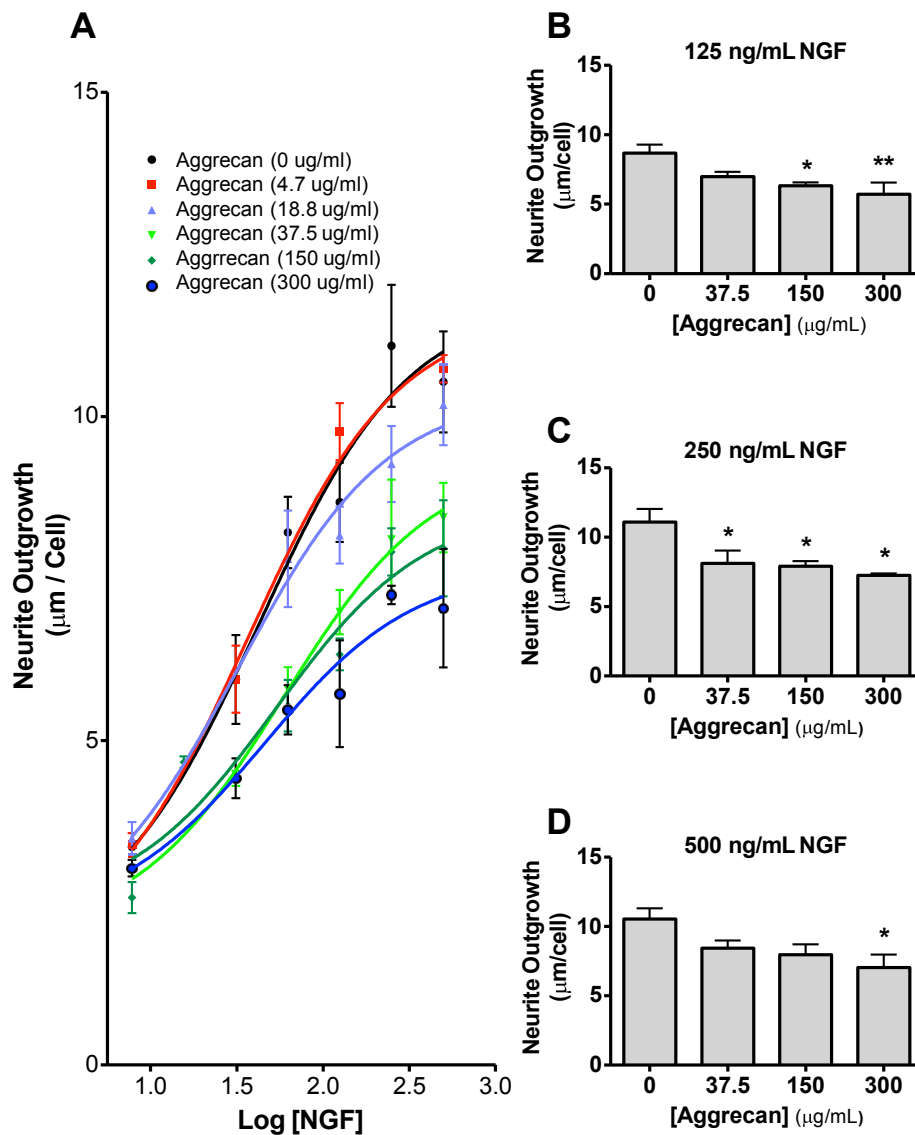 A
15
10
5
0
Neurite Outgrowth
(μm / Cell)
Aggrecan (0 ug/ml)
Aggrecan (4.7 ug/ml)
Aggrecan (18.8 ug/ml)
Aggrecan (37.5 ug/ml)
Aggrrecan (150 ug/ml)
Aggrecan (300 ug/ml)
1.0 1.5 2.0 2.5 3.0
Log [NGF]
B
125 ng/mL NGF
15
10
5
0
Neurite Outgrowth
(μm/cell)
* **
0 37.5 150 300
[Aggrecan] (μg/mL)
C
250 ng/mL NGF
15
10
5
0
Neurite Outgrowth
(μm/cell)
* * *
0 37.5 150 300
[Aggrecan] (μg/mL)
D
500 ng/mL NGF
15
10
5
0
Neurite Outgrowth
(μm/cell)
*
0 37.5 150 300
[Aggrecan] (μg/mL)